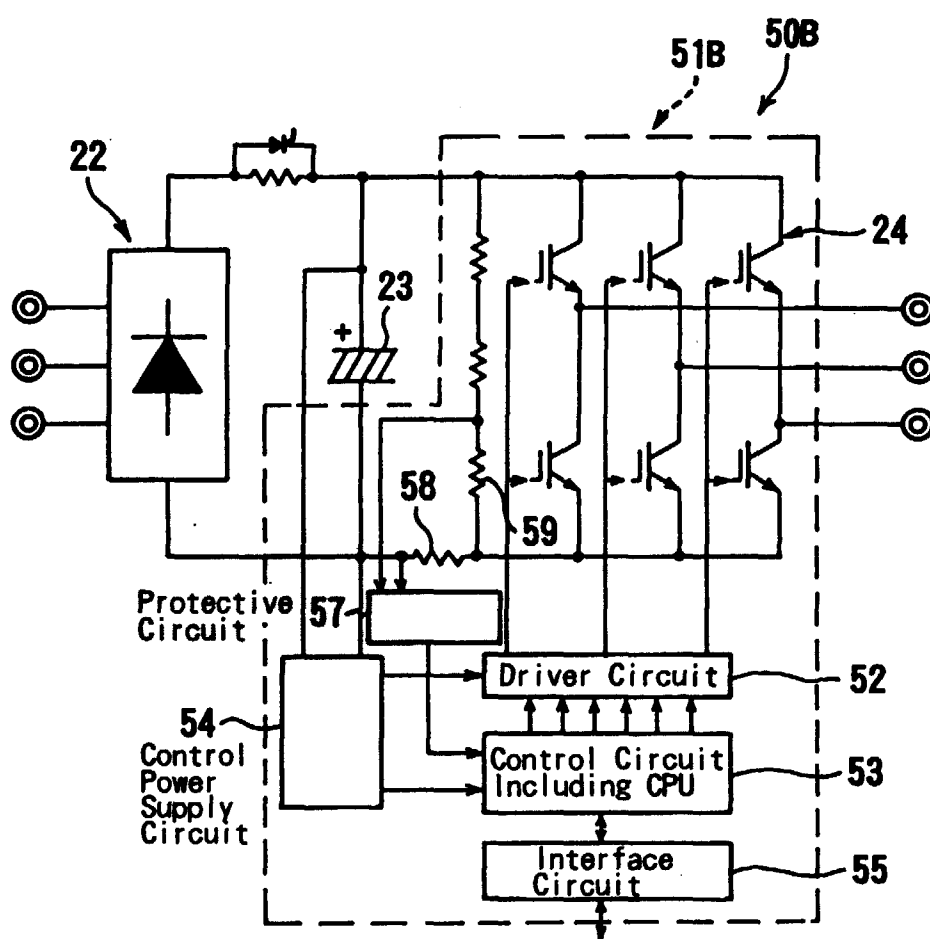 50B
51B
22
24
23
+
58
59
Protective
Circuit
57
Driver Circuit
52
54
Control
Power
Supply
Circuit
Control Circuit
Including CPU
53
Interface
Circuit
55